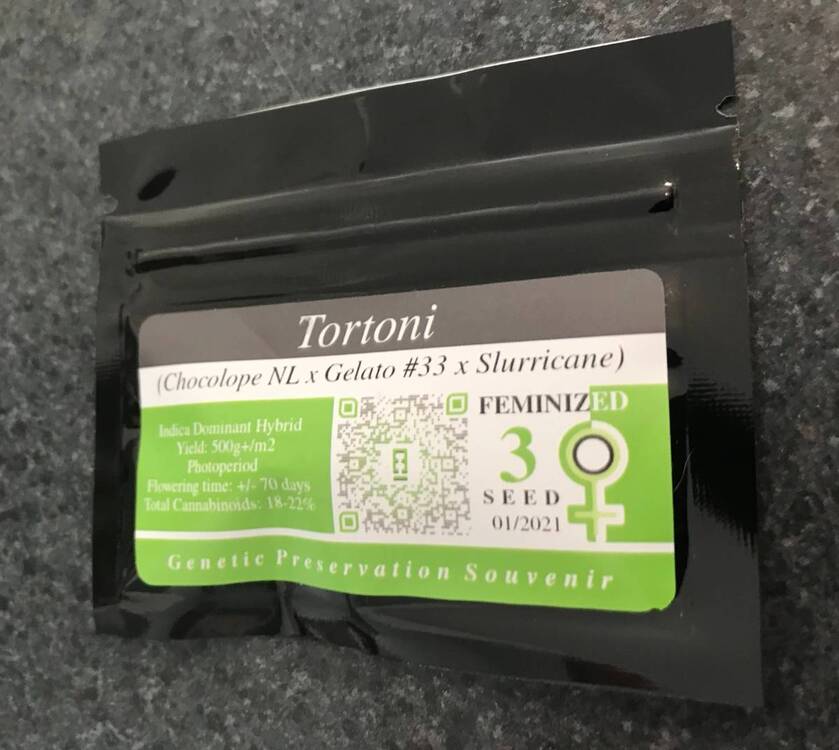 Tortoni
(Chocolope NL x Gelato #33 x Slurricane)
Indica Dominant Hybrid
Yield: 500g+/m2
Photoperiod
Flowering time: +/- 70 days
Total Cannabinoids: 18-22%
FEMINIZED
3
SEED
01/2021
Genetic Preservation Souvenir